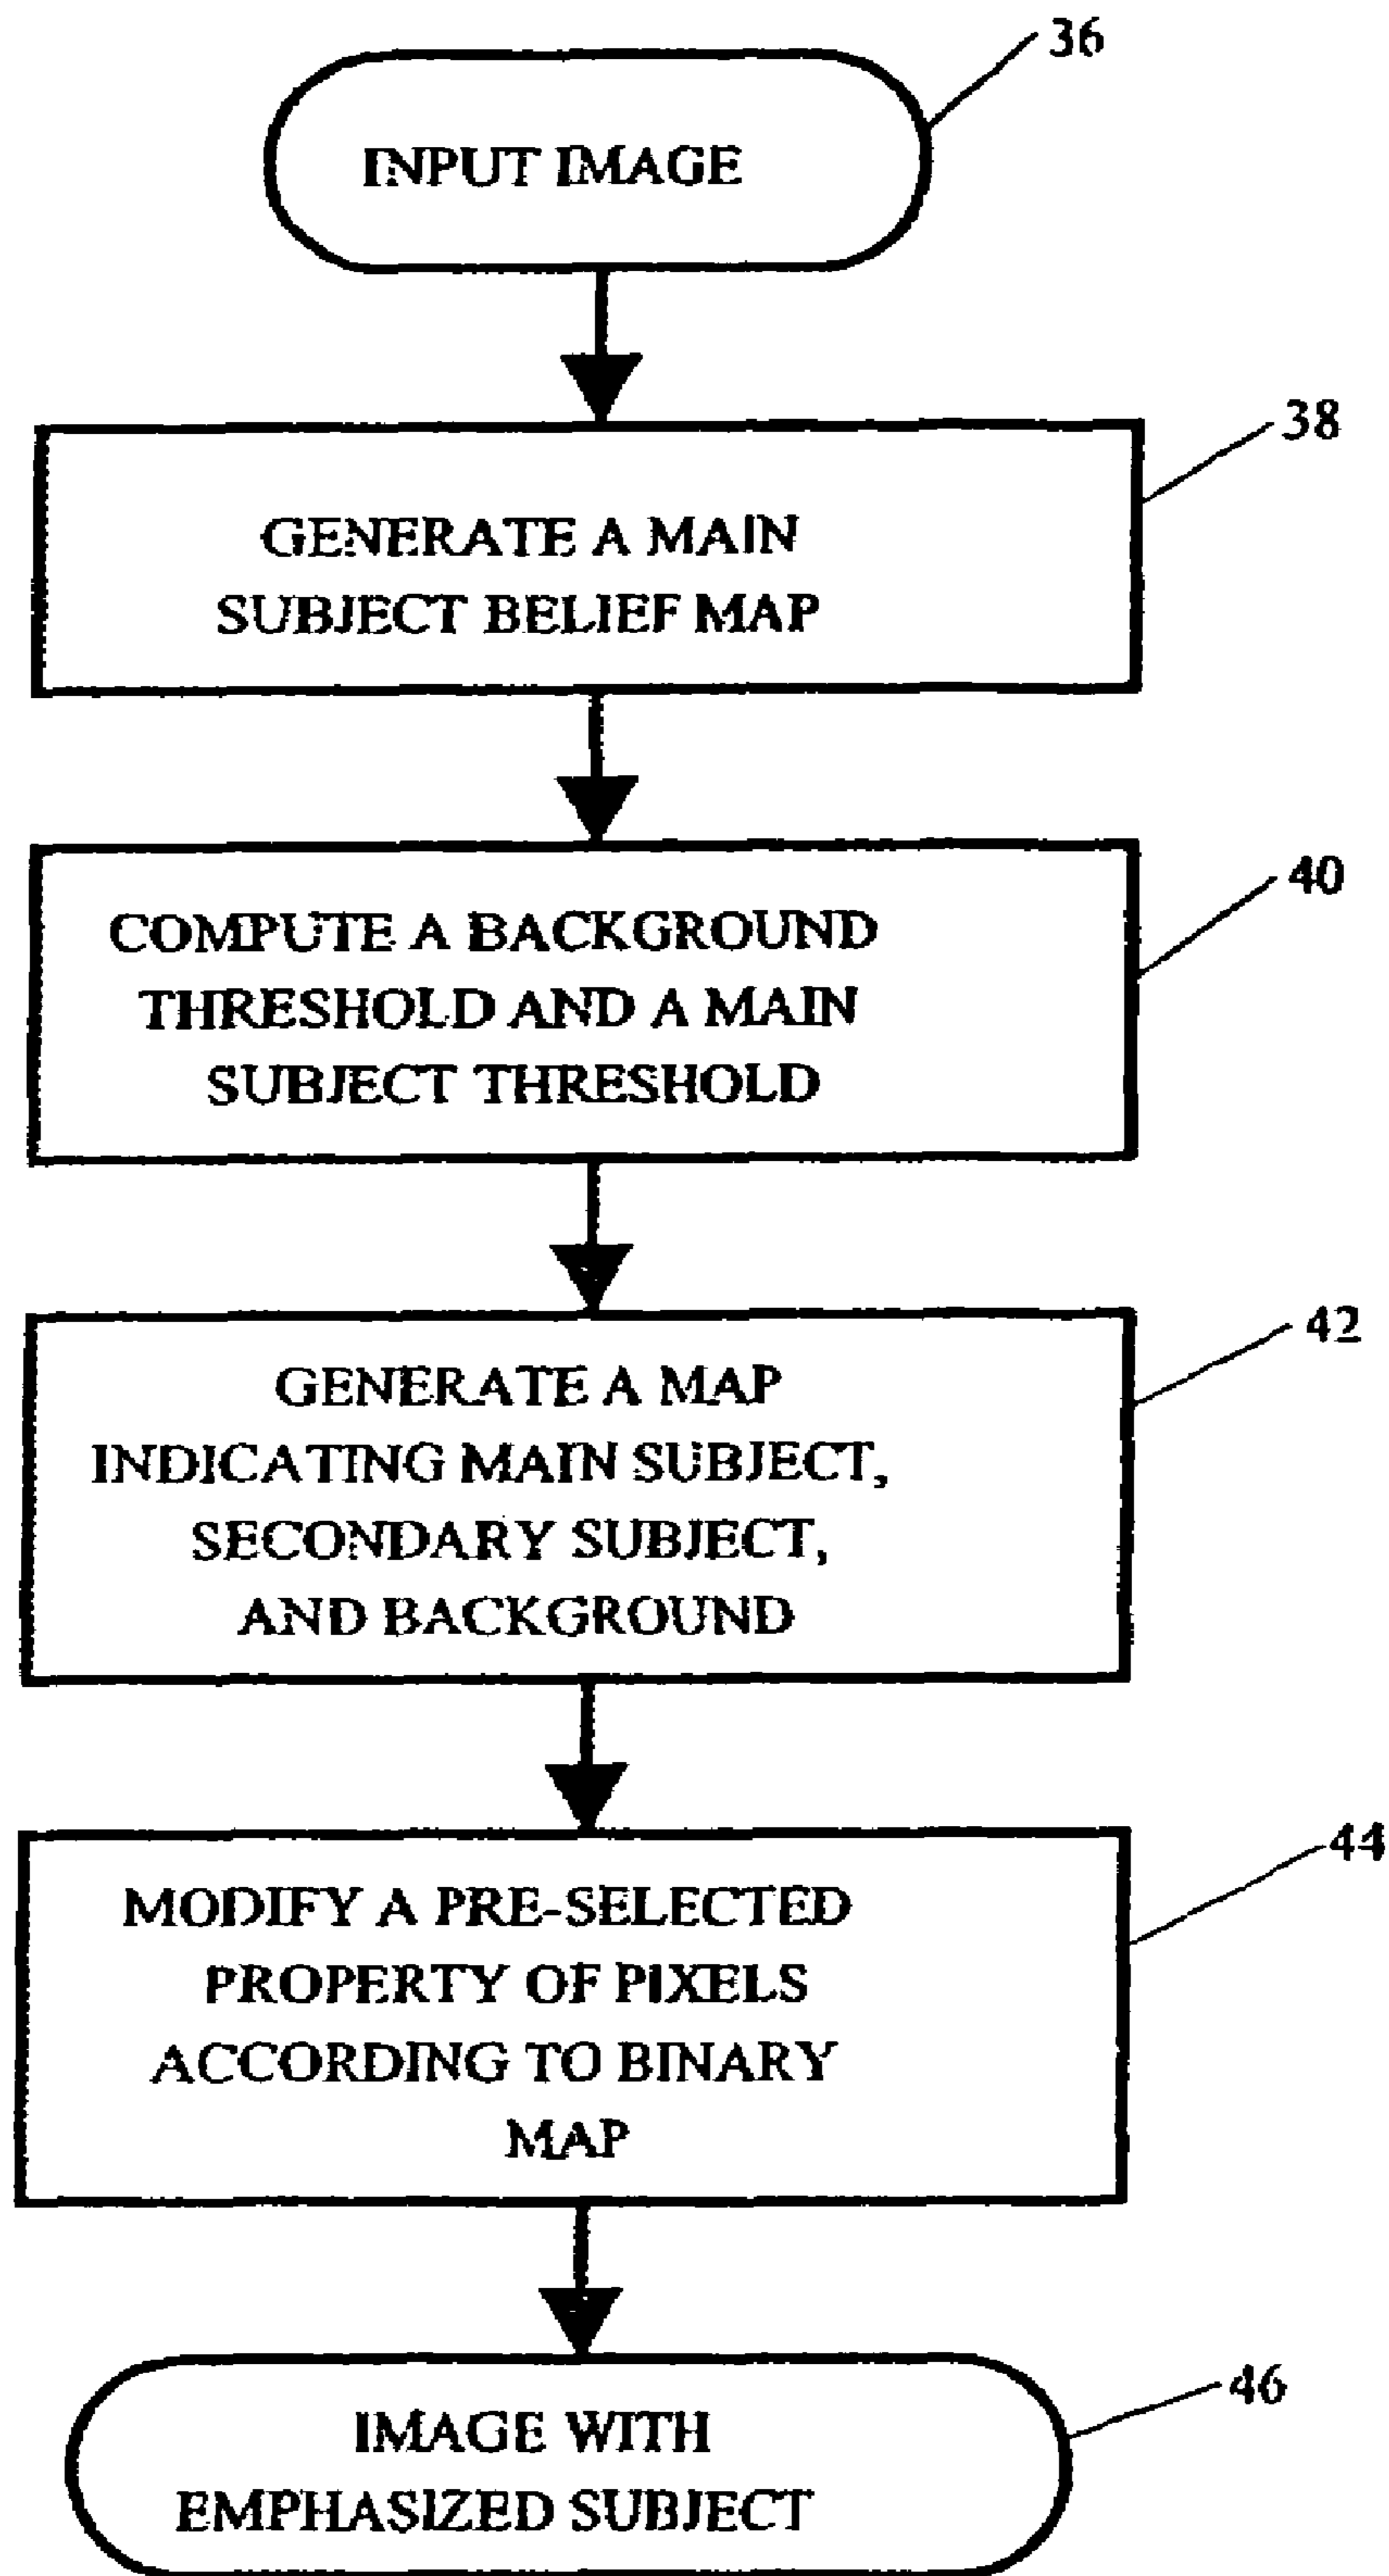 36
INPUT IMAGE
38
GENERATE A MAIN
SUBJECT BELIEF MAP
40
COMPUTE A BACKGROUND
THRESHOLD AND A MAIN
SUBJECT THRESHOLD
42
GENERATE A MAP
INDICATING MAIN SUBJECT,
SECONDARY SUBJECT,
AND BACKGROUND
44
MODIFY A PRE-SELECTED
PROPERTY OF PIXELS
ACCORDING TO BINARY
MAP
46
IMAGE WITH
EMPHASIZED SUBJECT